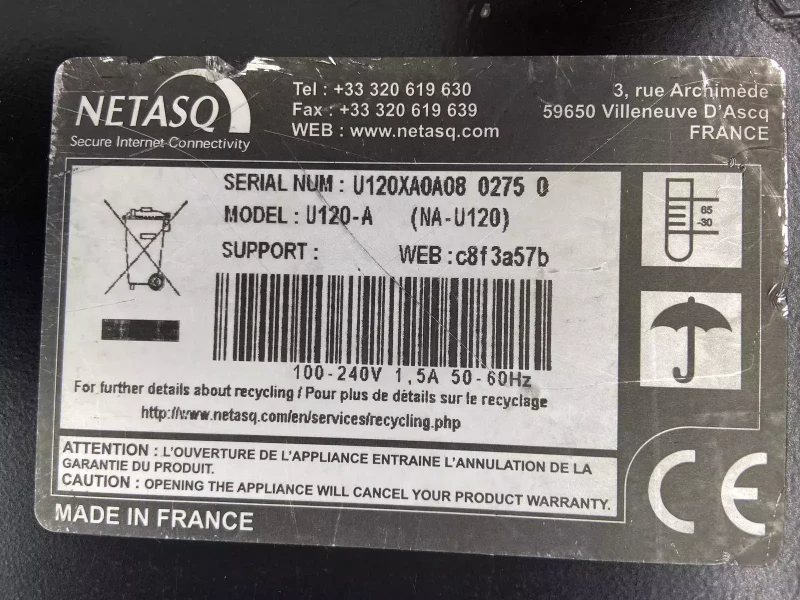 NETASQ
Secure Internet Connectivity
Tel : +33 320 619 630
Fax : +33 320 619 639
WEB : www.netasq.com
3, rue Archimède
59650 Villeneuve D'Ascq
FRANCE
SERIAL NUM : U120XA0A08 0275 0
MODEL : U120-A (NA-U120)
SUPPORT : WEB : c8f3a57b
65
-30
100-240V 1,5A 50-60Hz
For further details about recycling / Pour plus de détails sur le recyclage
http://www.netasq.com/en/services/recycling.php
ATTENTION : L'OUVERTURE DE L'APPLIANCE ENTRAINE L'ANNULATION DE LA
GARANTIE DU PRODUIT.
CAUTION : OPENING THE APPLIANCE WILL CANCEL YOUR PRODUCT WARRANTY.
MADE IN FRANCE
CE